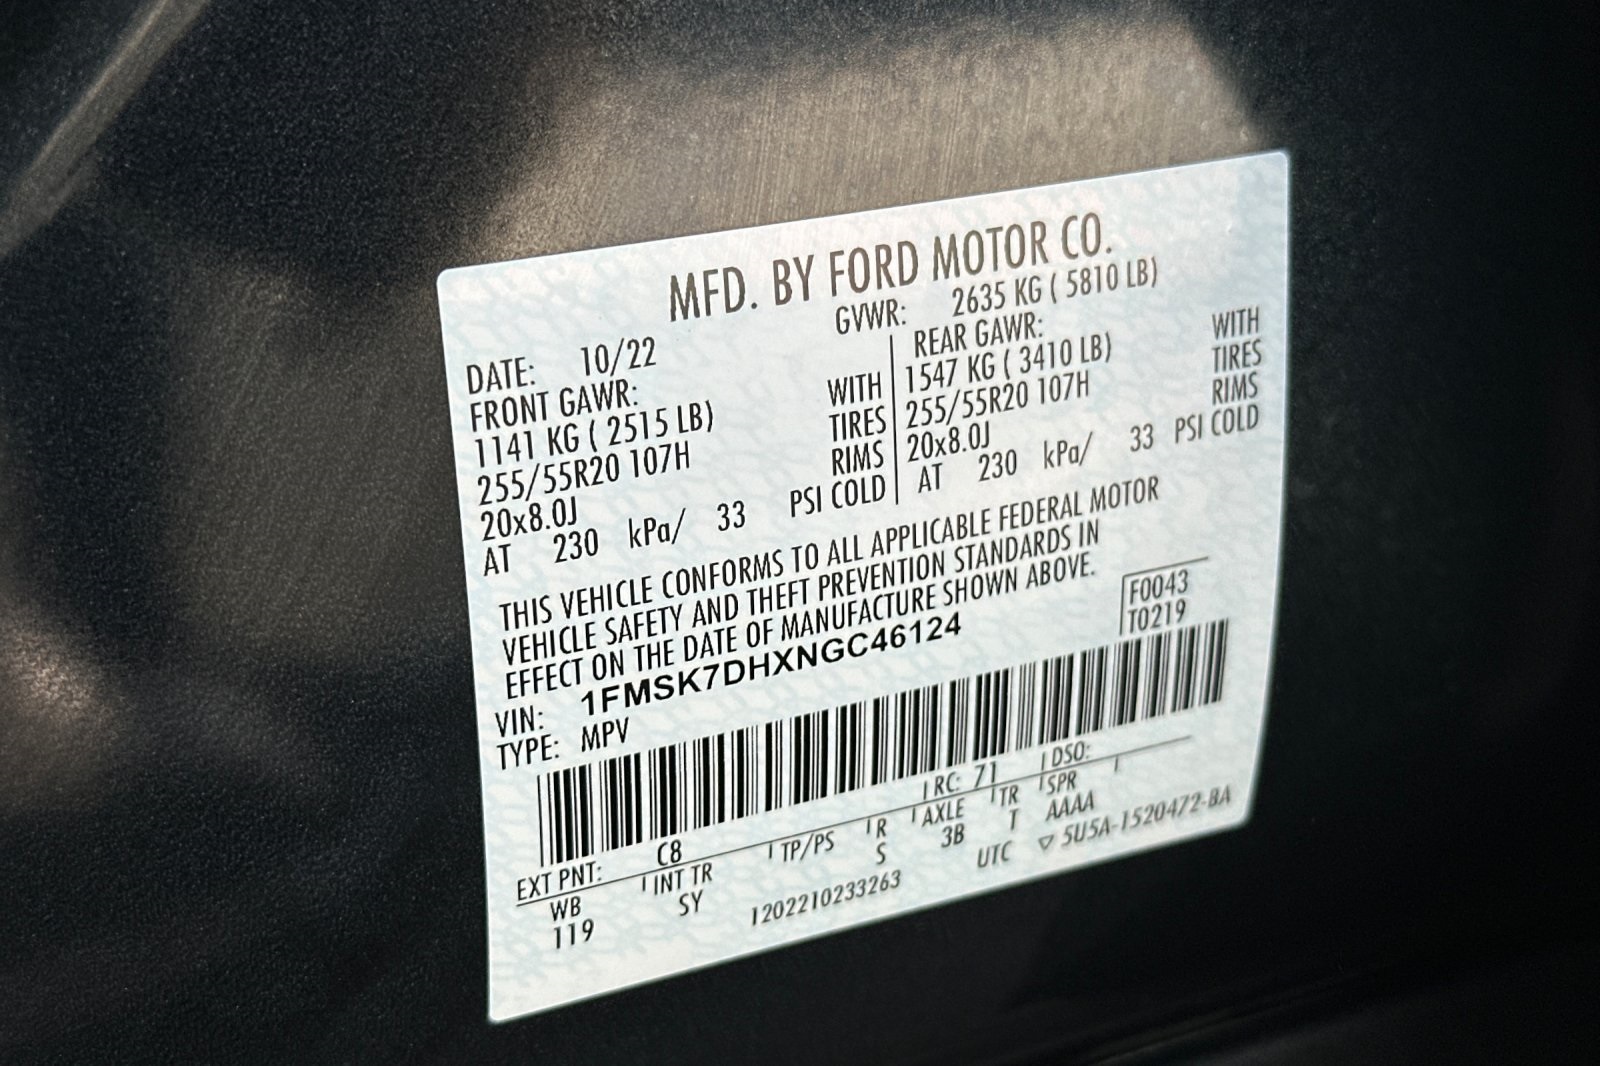 MFD. BY FORD MOTOR CO.
DATE: 10/22
GVWR: 2635 KG ( 5810 LB)
FRONT GAWR:
1141 KG ( 2515 LB) WITH
255/55R20 107H TIRES
20x8.0J RIMS
AT 230 kPa/ 33 PSI COLD
REAR GAWR:
1547 KG ( 3410 LB) WITH
255/55R20 107H TIRES
20x8.0J RIMS
AT 230 kPa/ 33 PSI COLD
THIS VEHICLE CONFORMS TO ALL APPLICABLE FEDERAL MOTOR
VEHICLE SAFETY AND THEFT PREVENTION STANDARDS IN
EFFECT ON THE DATE OF MANUFACTURE SHOWN ABOVE.
F0043
T0219
VIN: 1FMSK7DHXNGC46124
TYPE: MPV
EXT PNT: C8 RC: 71 DSO:
WB INT TR TP/PS R AXLE TR SPR
119 SY S 3B T AAAA
1202210233263 UTC ▽ 5U5A-1520472-BA